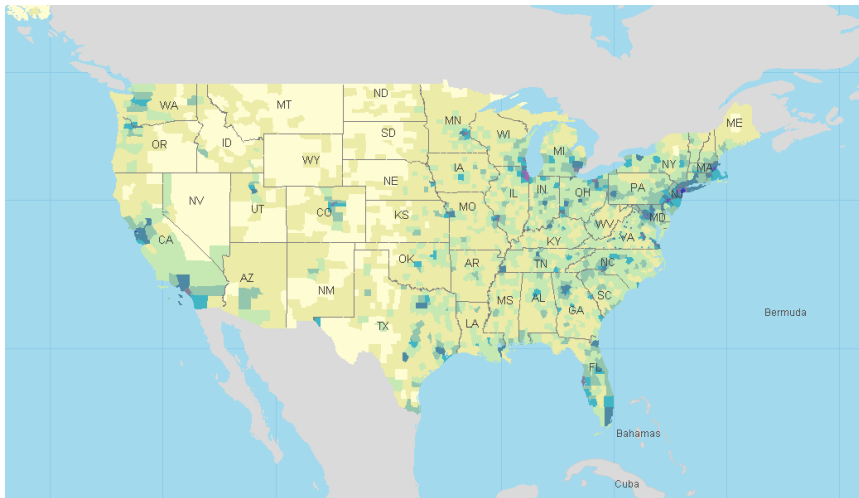 WA
MT
ND
MN
ME
OR
ID
SD
WI
MI
NY
MA
WY
IA
NE
PA
NJ
NV
UT
CO
KS
MO
IL
IN
OH
MD
WV
VA
CA
KY
AZ
NM
OK
AR
TN
NC
MS
AL
GA
SC
TX
LA
Bermuda
FL
Bahamas
Cuba